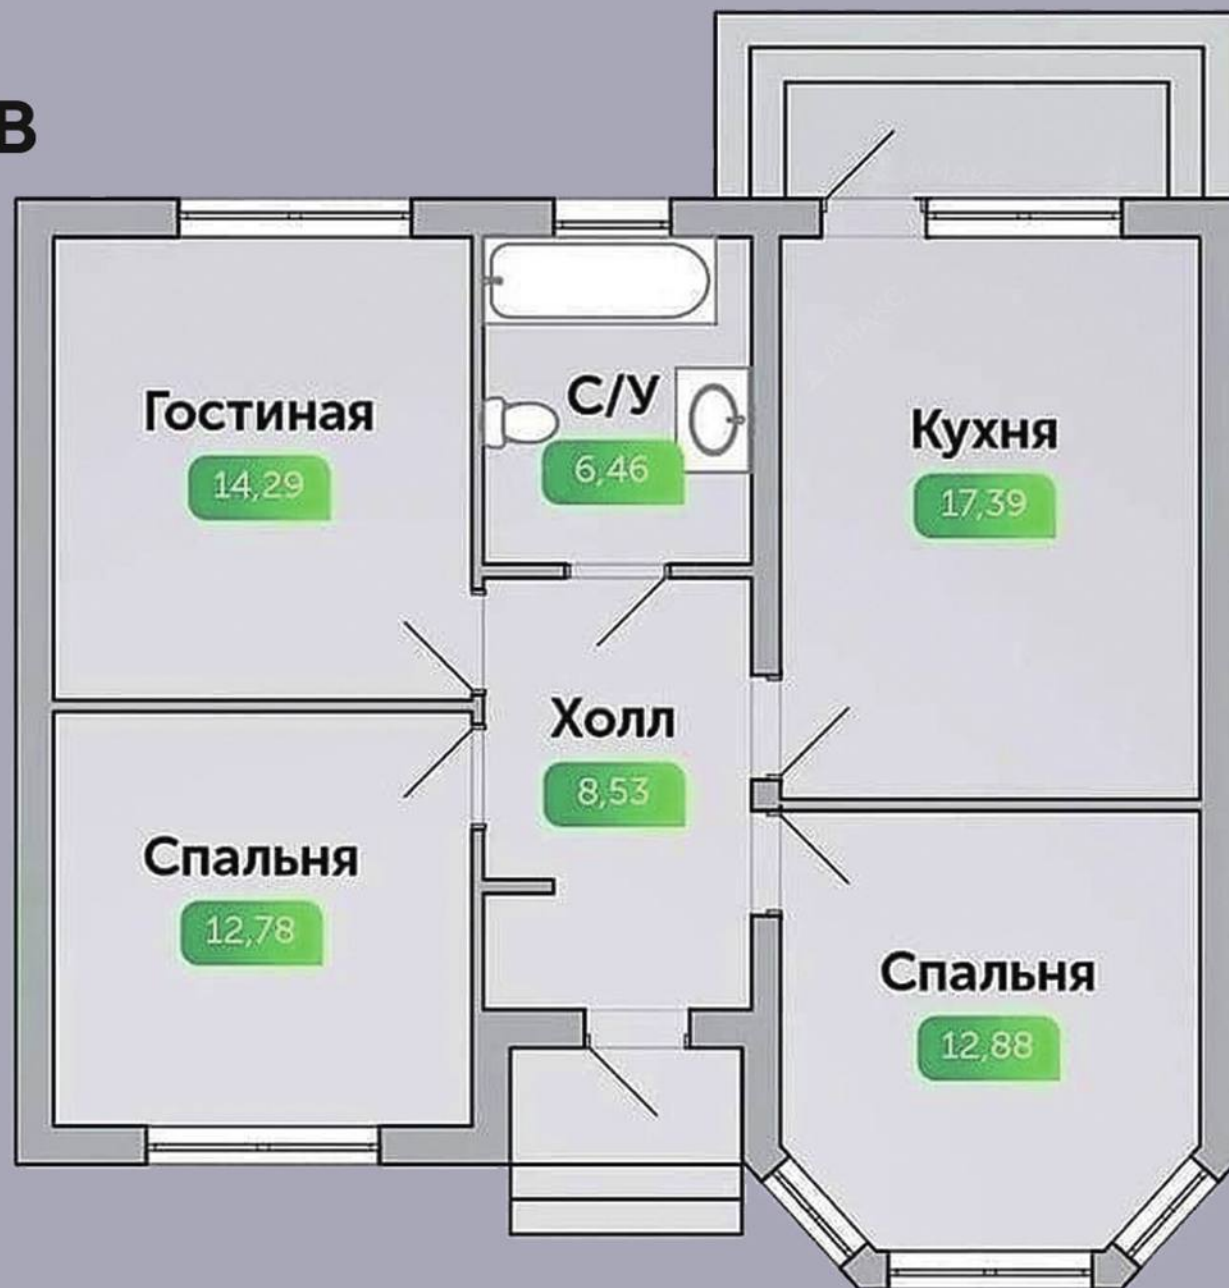 в
Гостиная
14,29
С/У
6,46
Кухня
17,39
Холл
8,53
Спальня
12,78
Спальня
12,88